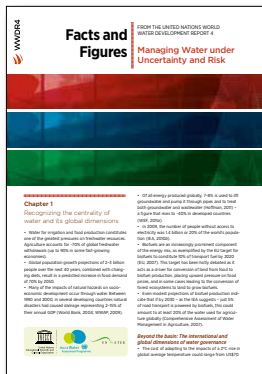 WWDR4
Facts and
Figures
FROM THE UNITED NATIONS WORLD
WATER DEVELOPMENT REPORT 4
Managing Water under
Uncertainty and Risk
Chapter 1
Recognizing the centrality of
water and its global dimensions
• Water for irrigation and food production constitutes
one of the greatest pressures on freshwater resources.
Agriculture accounts for ~70% of global freshwater
withdrawals (up to 90% in some fast-growing
economies).
• Global population growth projections of 2–3 billion
people over the next 40 years, combined with chang-
ing diets, result in a predicted increase in food demand
of 70% by 2050.
• Many of the impacts of natural hazards on socio-
economic development occur through water. Between
1990 and 2000, in several developing countries natural
disasters had caused damage representing 2–15% of
their annual GDP (World Bank, 2004; WWAP, 2009).
• Of all energy produced globally, 7–8% is used to lift
groundwater and pump it through pipes and to treat
both groundwater and wastewater (Hoffman, 2011) –
a figure that rises to ~40% in developed countries
(WEF, 2011a).
• In 2009, the number of people without access to
electricity was 1.4 billion or 20% of the world's popula-
tion (IEA, 2010b).
• Biofuels are an increasingly prominent component
of the energy mix, as exemplified by the EU target for
biofuels to constitute 10% of transport fuel by 2020
(EU, 2007). This target has been hotly debated as it
acts as a driver for conversion of land from food to
biofuel production, placing upward pressure on food
prices, and in some cases leading to the conversion of
forest ecosystems to land to grow biofuels.
• Even modest projections of biofuel production indi-
cate that if by 2030 – as the IEA suggests – just 5%
of road transport is powered by biofuels, this could
amount to at least 20% of the water used for agricul-
ture globally (Comprehensive Assessment of Water
Management in Agriculture, 2007).
Beyond the basin: The international and
global dimensions of water governance
• The cost of adapting to the impacts of a 2°C rise in
global average temperature could range from US$70
UN WATER